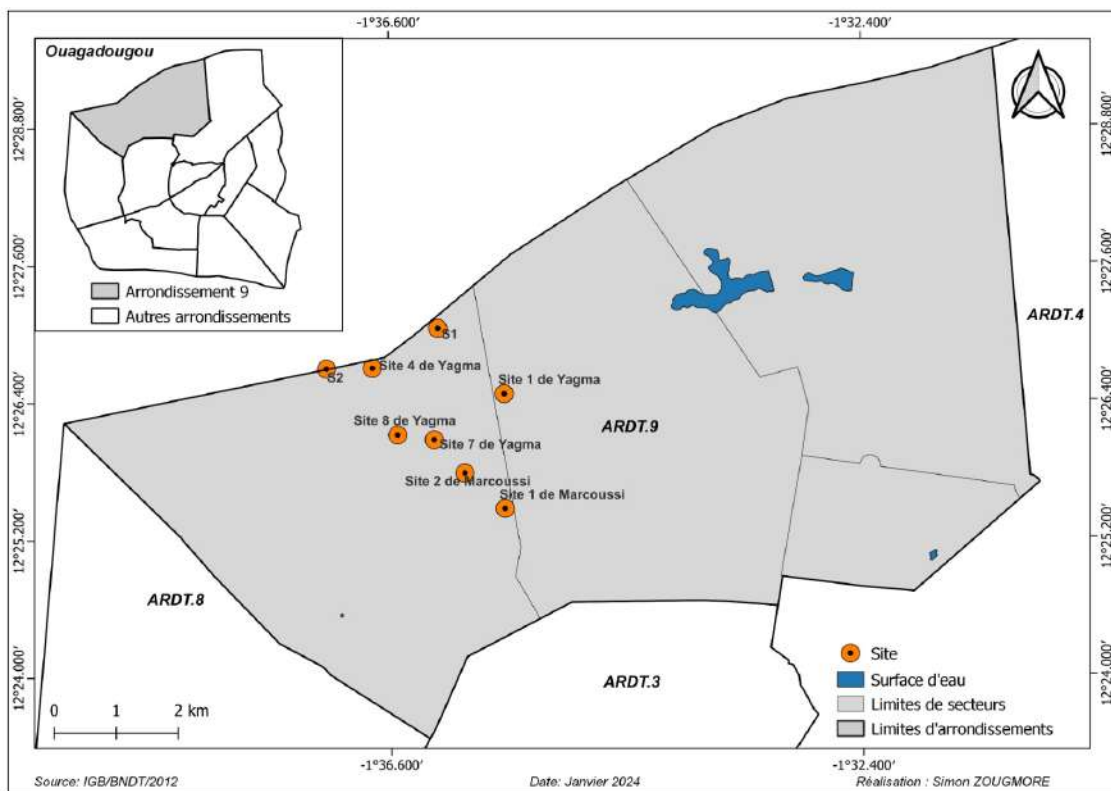 -1°36.600′
-1°32.400′
Ouagadougou
Arrondissement 9
Autres arrondissements
12°28.800′
12°28.800′
12°27.600′
12°27.600′
ARDT.4
S1
Site 4 de Yagma
S2
Site 1 de Yagma
12°26.400′
12°26.400′
Site 8 de Yagma
ARDT.9
Site 7 de Yagma
Site 2 de Marcoussi
Site 1 de Marcoussi
12°25.200′
12°25.200′
ARDT.8
ARDT.3
12°24.000′
12°24.000′
Site
Surface d'eau
Limites de secteurs
Limites d'arrondissements
0 1 2 km
-1°36.600′
-1°32.400′
Source: IGB/BNDT/2012
Date: Janvier 2024
Réalisation : Simon ZOUGMORE